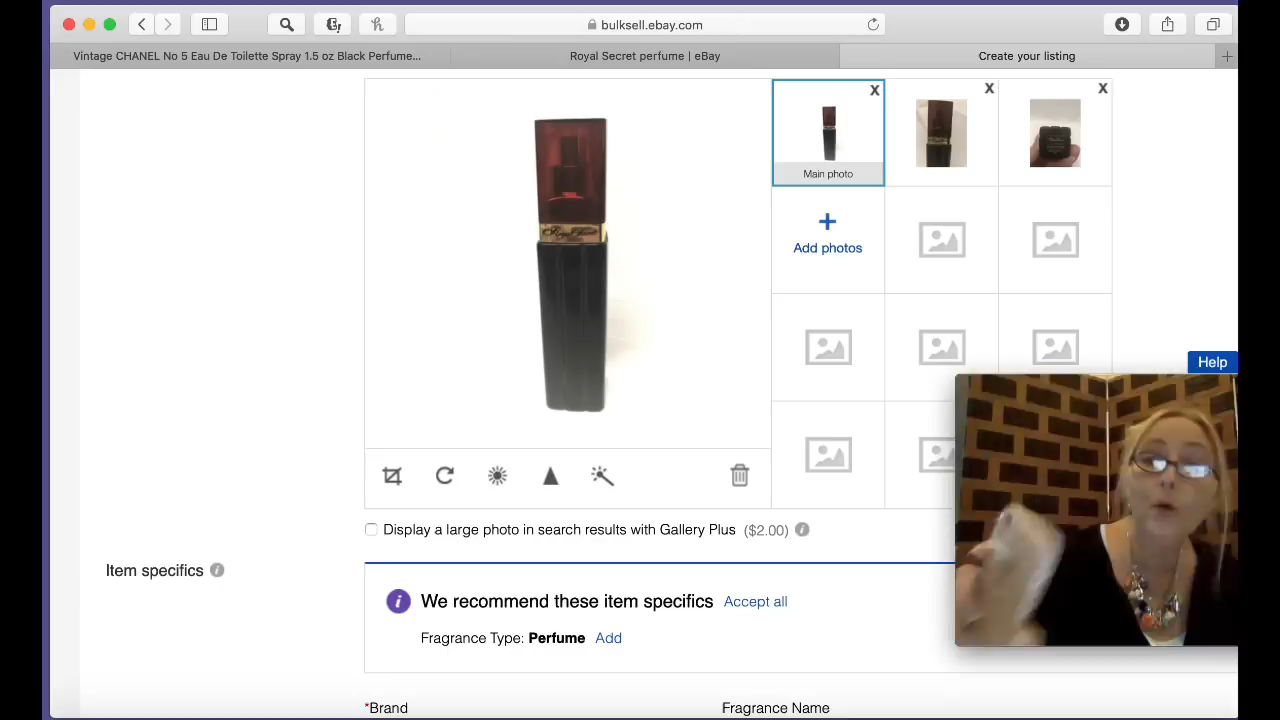 bulksell.ebay.com
Vintage CHANEL No 5 Eau De Toilette Spray 1.5 oz Black Perfume...
Royal Secret perfume | eBay
Create your listing
X
X
X
Main photo
Royal Secret
+
Add photos
Help
Display a large photo in search results with Gallery Plus ($2.00) i
Item specifics i
i We recommend these item specifics Accept all
Fragrance Type: Perfume Add
*Brand
Fragrance Name